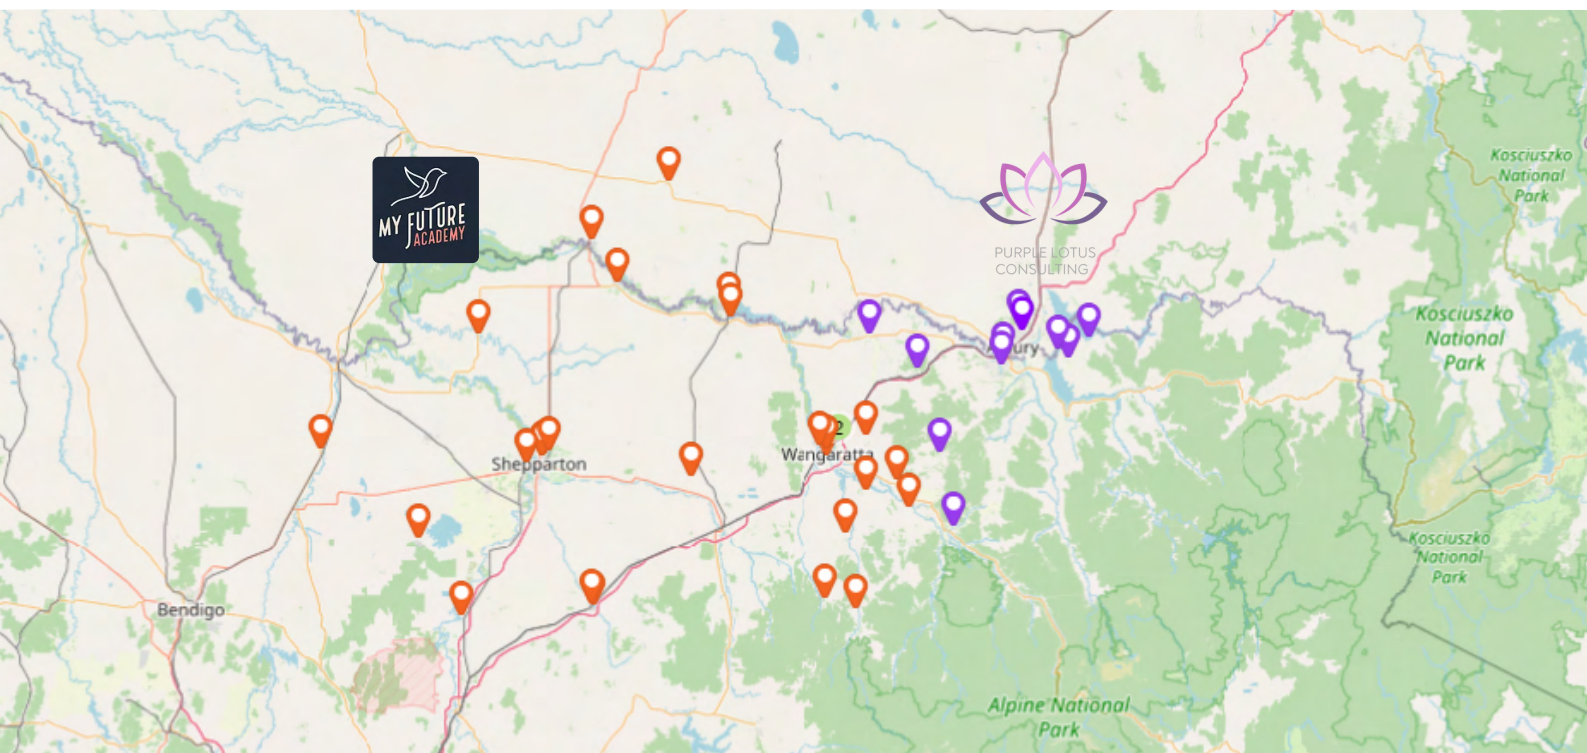 Kosciuszko
National
Park
MY FUTURE
ACADEMY
PURPLE LOTUS
CONSULTING
Kosciuszko
National
Park
2
Wangaratta
Shepparton
Kosciuszko
National
Park
Bendigo
Alpine National
Park